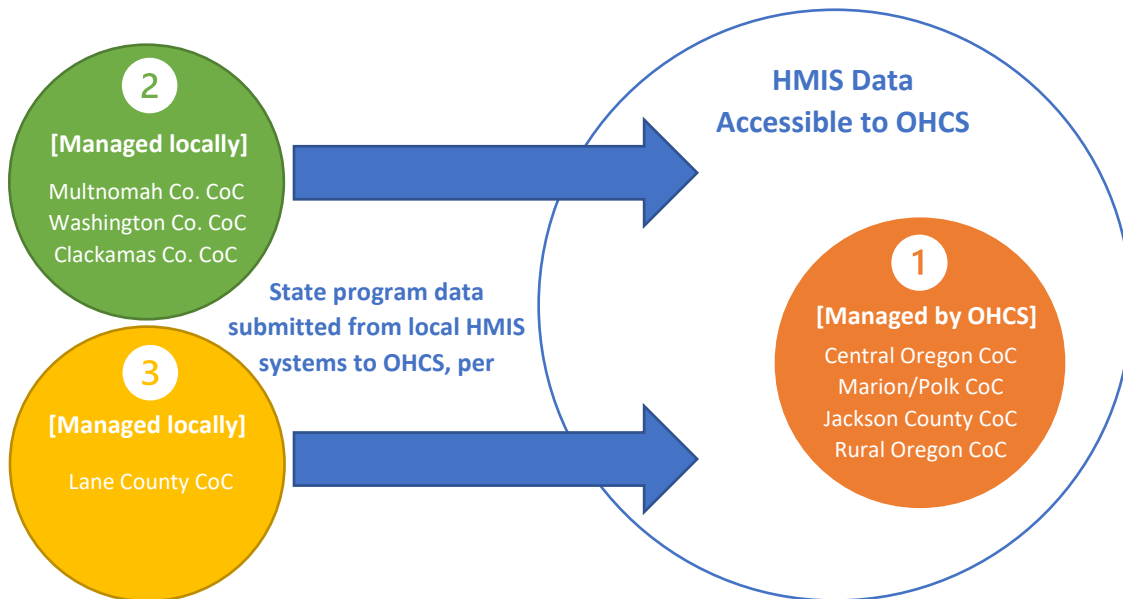 2
[Managed locally]
Multnomah Co. CoC
Washington Co. CoC
Clackamas Co. CoC
State program data
submitted from local HMIS
systems to OHCS, per
3
[Managed locally]
Lane County CoC
HMIS Data
Accessible to OHCS
1
[Managed by OHCS]
Central Oregon CoC
Marion/Polk CoC
Jackson County CoC
Rural Oregon CoC